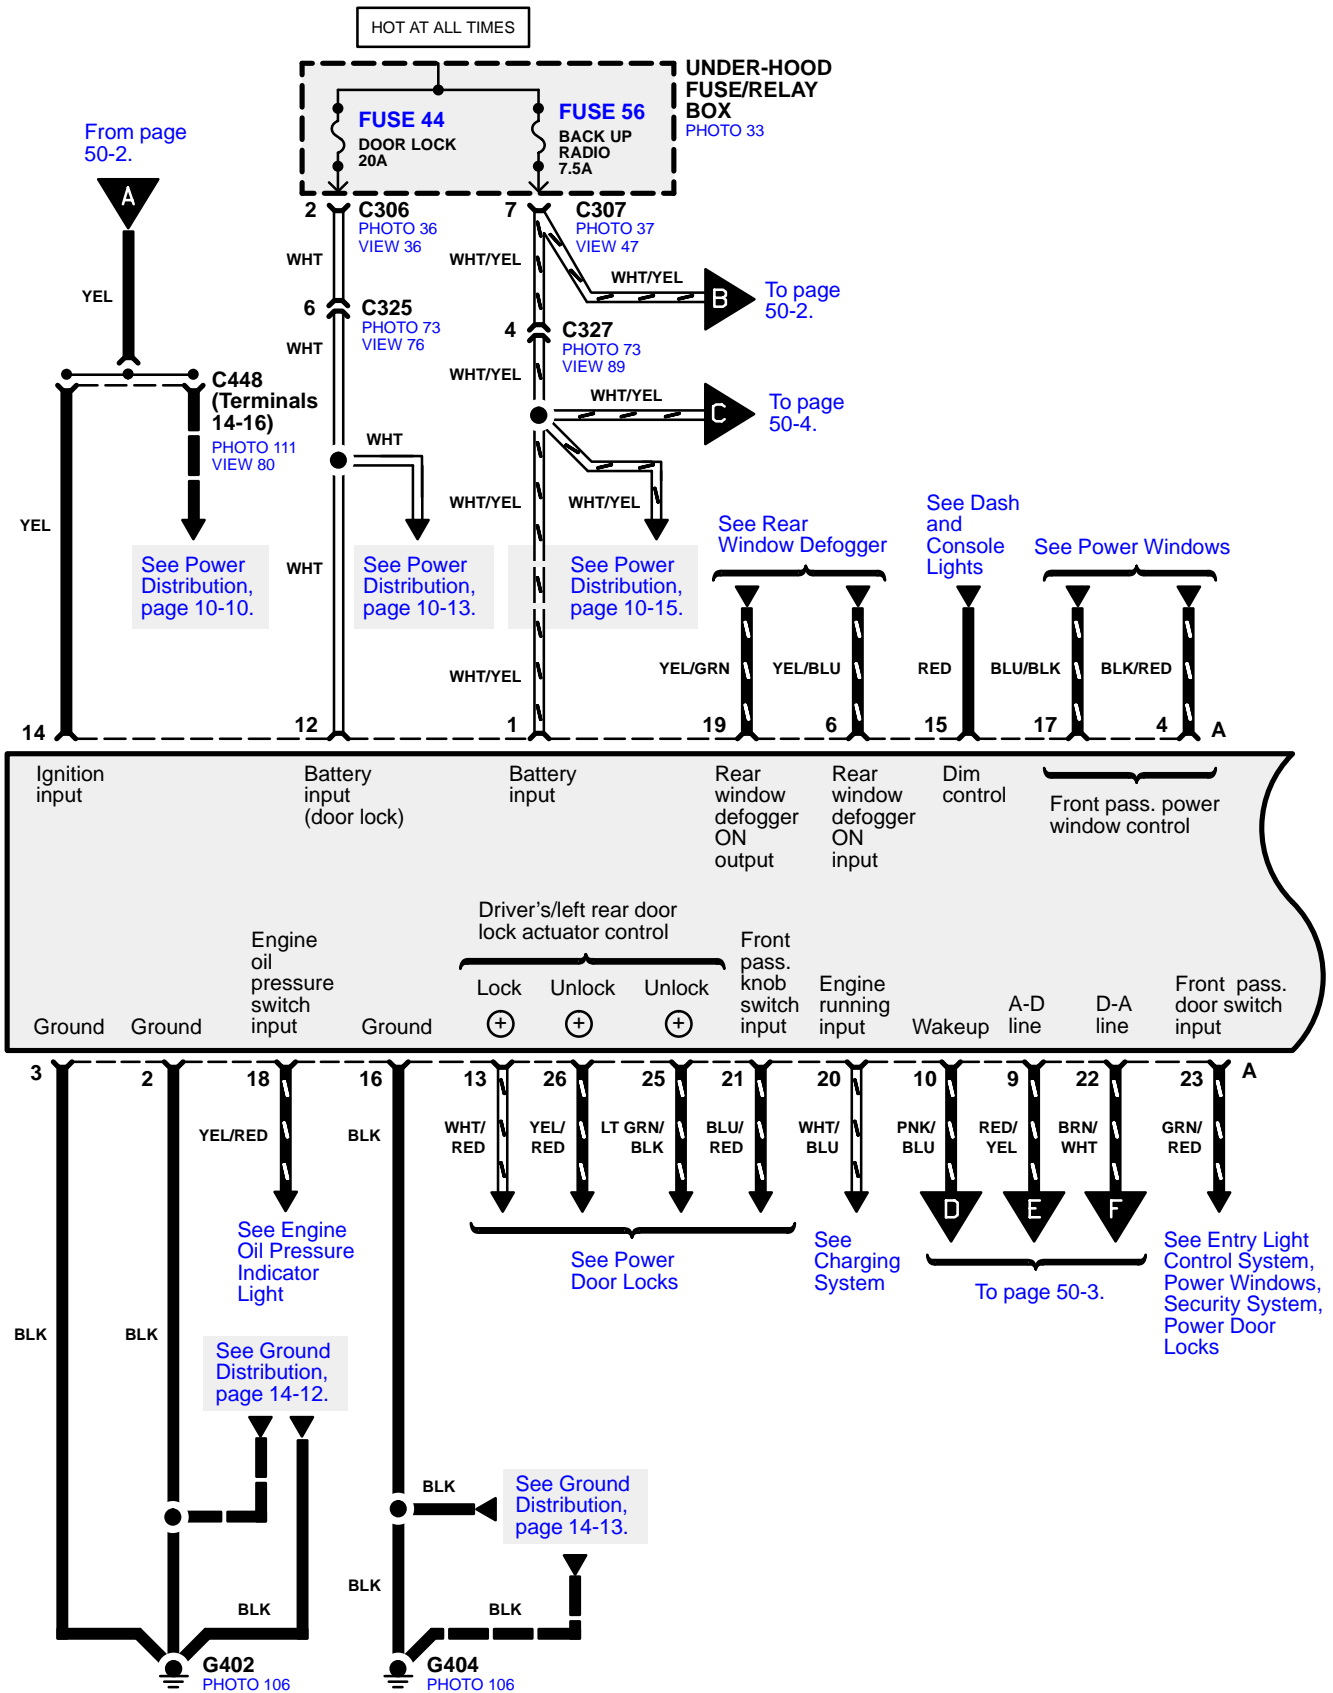 HOT AT ALL TIMES
UNDER-HOOD
FUSE/RELAY
BOX
PHOTO 33
FUSE 44
DOOR LOCK
20A
FUSE 56
BACK UP
RADIO
7.5A
From page
50-2.
A
2
C306
PHOTO 36
VIEW 36
7
C307
PHOTO 37
VIEW 47
WHT
WHT/YEL
WHT/YEL
B
To page
50-2.
YEL
6
C325
PHOTO 73
VIEW 76
WHT
4
C327
PHOTO 73
VIEW 89
WHT/YEL
C448
(Terminals
14-16)
PHOTO 111
VIEW 80
WHT/YEL
C
To page
50-4.
WHT
YEL
WHT/YEL
WHT/YEL
See Power
Distribution,
page 10-10.
WHT
See Power
Distribution,
page 10-13.
See Power
Distribution,
page 10-15.
See Rear
Window Defogger
See Dash
and
Console
Lights
See Power Windows
WHT/YEL
YEL/GRN
YEL/BLU
RED
BLU/BLK
BLK/RED
14
12
1
19
6
15
17
4
A
Ignition
input
Battery
input
(door lock)
Battery
input
Rear
window
defogger
ON
output
Rear
window
defogger
ON
input
Dim
control
Front pass. power
window control
Ground
Ground
Engine
oil
pressure
switch
input
Ground
Driver's/left rear door
lock actuator control
Lock
+
Unlock
+
Unlock
+
Front
pass.
knob
switch
input
Engine
running
input
Wakeup
A-D
line
D-A
line
Front pass.
door switch
input
3
2
18
16
13
26
25
21
20
10
9
22
23
A
YEL/RED
BLK
WHT/
RED
YEL/
RED
LT GRN/
BLK
BLU/
RED
WHT/
BLU
PNK/
BLU
RED/
YEL
BRN/
WHT
GRN/
RED
D
E
F
See Engine
Oil Pressure
Indicator
Light
See Power
Door Locks
See
Charging
System
To page 50-3.
See Entry Light
Control System,
Power Windows,
Security System,
Power Door
Locks
BLK
BLK
See Ground
Distribution,
page 14-12.
BLK
See Ground
Distribution,
page 14-13.
BLK
BLK
BLK
G402
PHOTO 106
G404
PHOTO 106